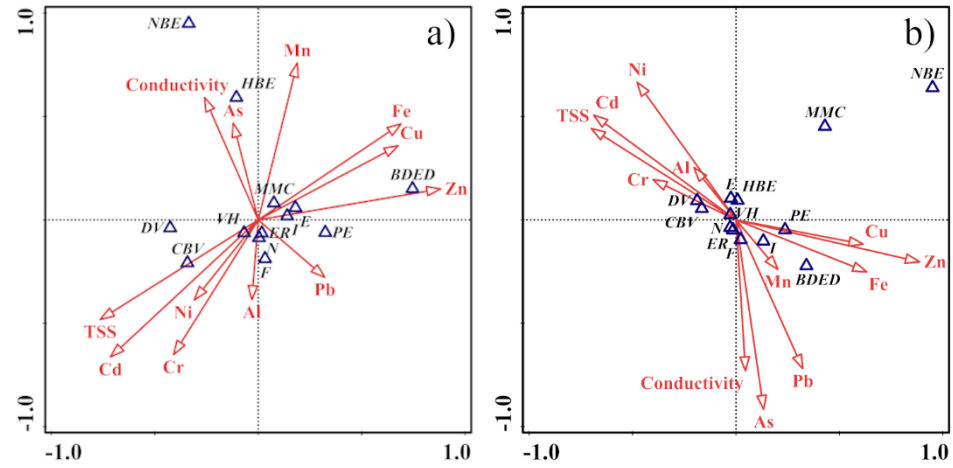 1.0
a)
NBE
Mn
HBE
Conductivity
As
Fe
Cu
BDED
Zn
MMC
E
DV
VH
ER
I
PE
CBV
N
F
Ni
Al
Pb
TSS
Cd
Cr
-1.0
-1.0
1.0
1.0
b)
Ni
NBE
Cd
MMC
TSS
Al
Cr
E
HBE
DV
CBV
VH
PE
N
Cu
ER
F
I
Zn
Mn
BDED
Fe
Conductivity
Pb
As
-1.0
-1.0
1.0